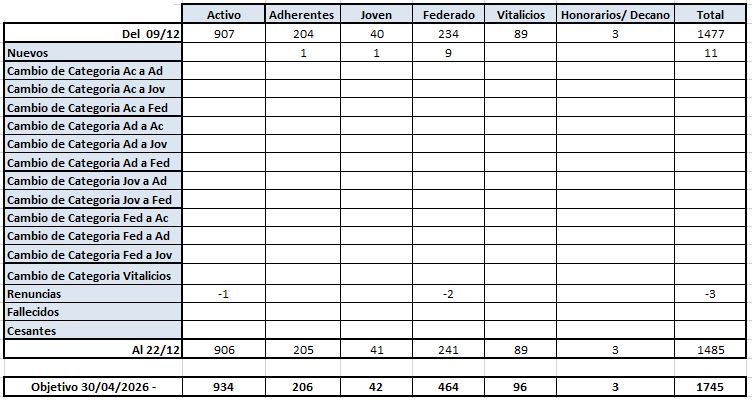 Activo Adherentes Joven Federado Vitalicios Honorarios/ Decano Total
Del 09/12 907 204 40 234 89 3 1477
Nuevos 1 1 9 11
Cambio de Categoria Ac a Ad
Cambio de Categoria Ac a Jov
Cambio de Categoria Ac a Fed
Cambio de Categoria Ad a Ac
Cambio de Categoria Ad a Jov
Cambio de Categoria Ad a Fed
Cambio de Categoria Jov a Ad
Cambio de Categoria Jov a Fed
Cambio de Categoria Fed a Ac
Cambio de Categoria Fed a Ad
Cambio de Categoria Fed a Jov
Cambio de Categoria Vitalicios
Renuncias -1 -2 -3
Fallecidos
Cesantes
Al 22/12 906 205 41 241 89 3 1485
Objetivo 30/04/2026 - 934 206 42 464 96 3 1745